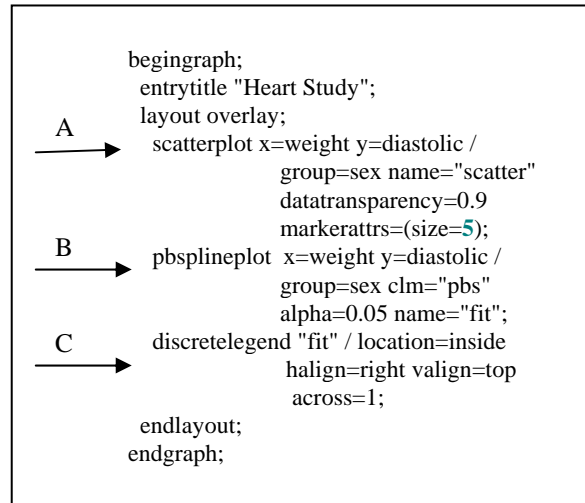 begingraph;
entrytitle "Heart Study";
layout overlay;
A
scatterplot x=weight y=diastolic /
group=sex name="scatter"
datatransparency=0.9
markerattrs=(size=5);
B
pbsplineplot x=weight y=diastolic /
group=sex clm="pbs"
alpha=0.05 name="fit";
C
discretelegend "fit" / location=inside
halign=right valign=top
across=1;
endlayout;
endgraph;